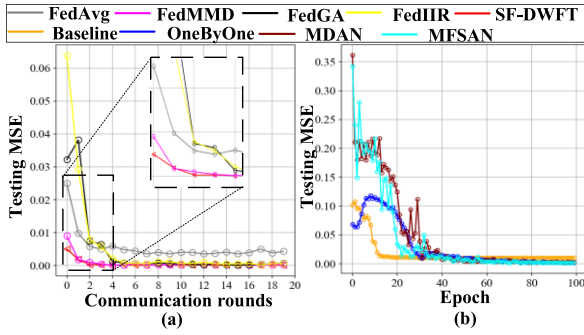 FedAvg FedMMD FedGA FedIIR SF-DWFT
Baseline OneByOne MDAN MFSAN
Testing MSE
0.06
0.05
0.04
0.03
0.02
0.01
0.00
0 2 4 6 8 10 12 14 16 18 19
Communication rounds
(a)
Testing MSE
0.35
0.30
0.25
0.20
0.15
0.10
0.05
0.00
0 20 40 60 80 100
Epoch
(b)